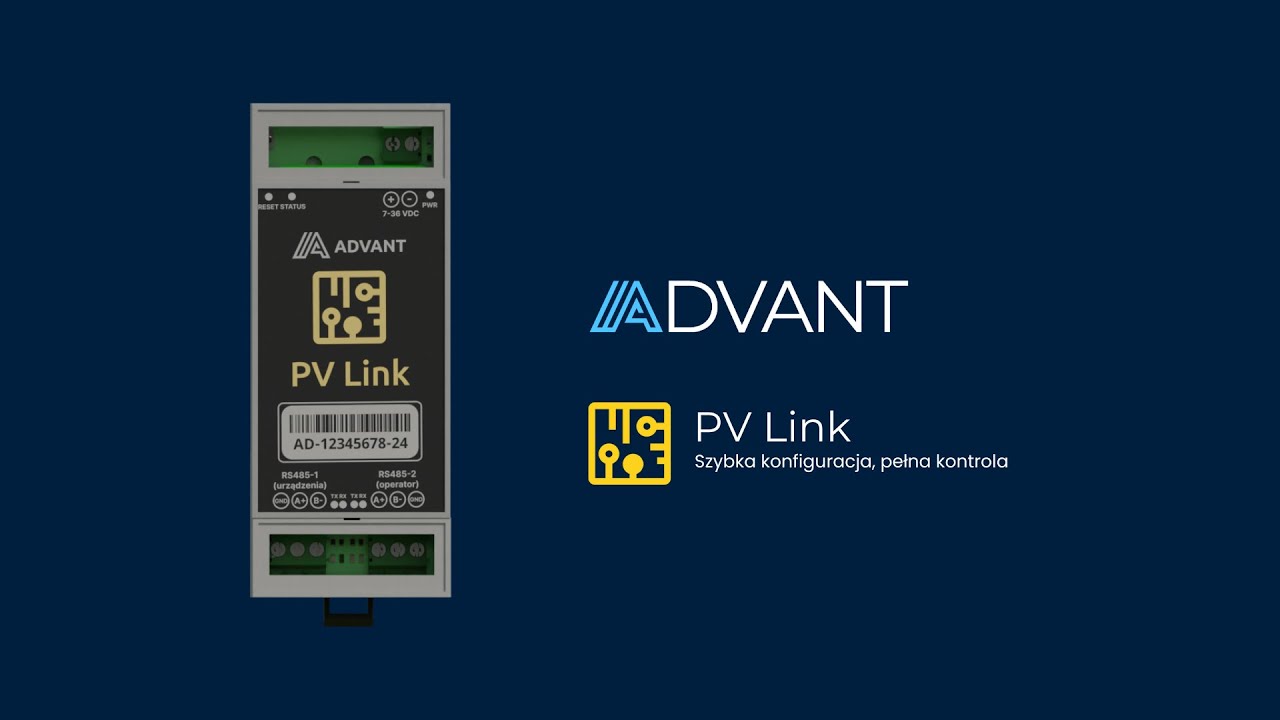 RESET STATUS
PWR
7-36 VDC
ADVANT
PV Link
AD-12345678-24
RS485-1
(urządzenia)
RS485-2
(operator)
GND A+ B- TX RX TX RX A+ B- GND
ADVANT
PV Link
Szybka konfiguracja, pełna kontrola